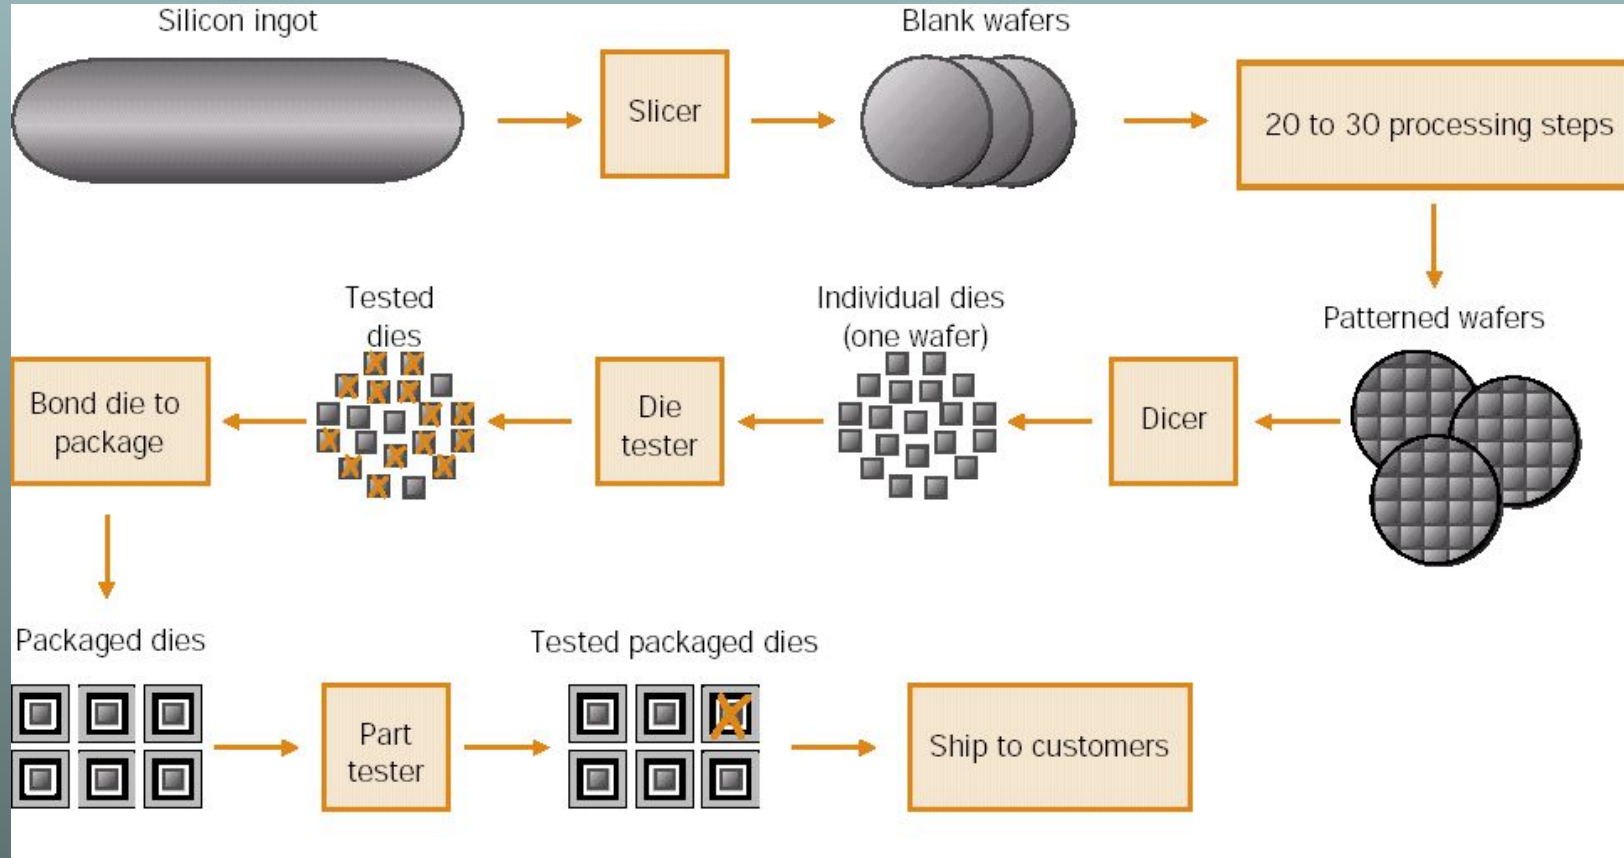 Silicon ingot
Slicer
Blank wafers
20 to 30 processing steps
Tested
dies
Individual dies
(one wafer)
Patterned wafers
Bond die to
package
Die
tester
Dicer
Packaged dies
Part
tester
Tested packaged dies
Ship to customers